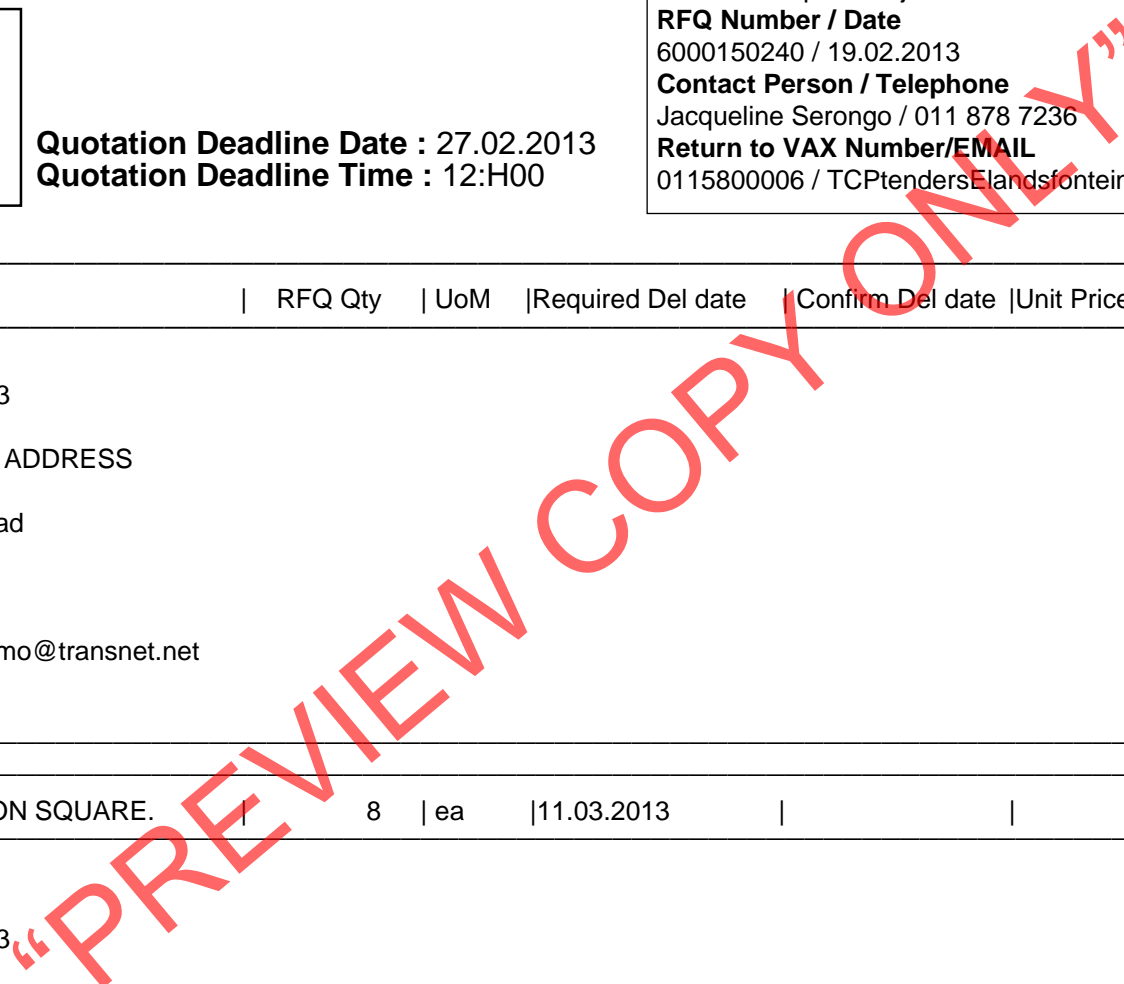 RFQ Number / Date
6000150240 / 19.02.2013
Contact Person / Telephone
Jacqueline Serongo / 011 878 7236
Return to VAX Number/EMAIL
0115800006 / TCPtendersElandsfontein
Quotation Deadline Date : 27.02.2013
Quotation Deadline Time : 12:H00
| RFQ Qty | UoM |Required Del date | Confirm Del date |Unit Price
3
ADDRESS
ad
mo@transnet.net
ON SQUARE. | 8 | ea |11.03.2013 | |
3
“PREVIEW COPY ONLY”